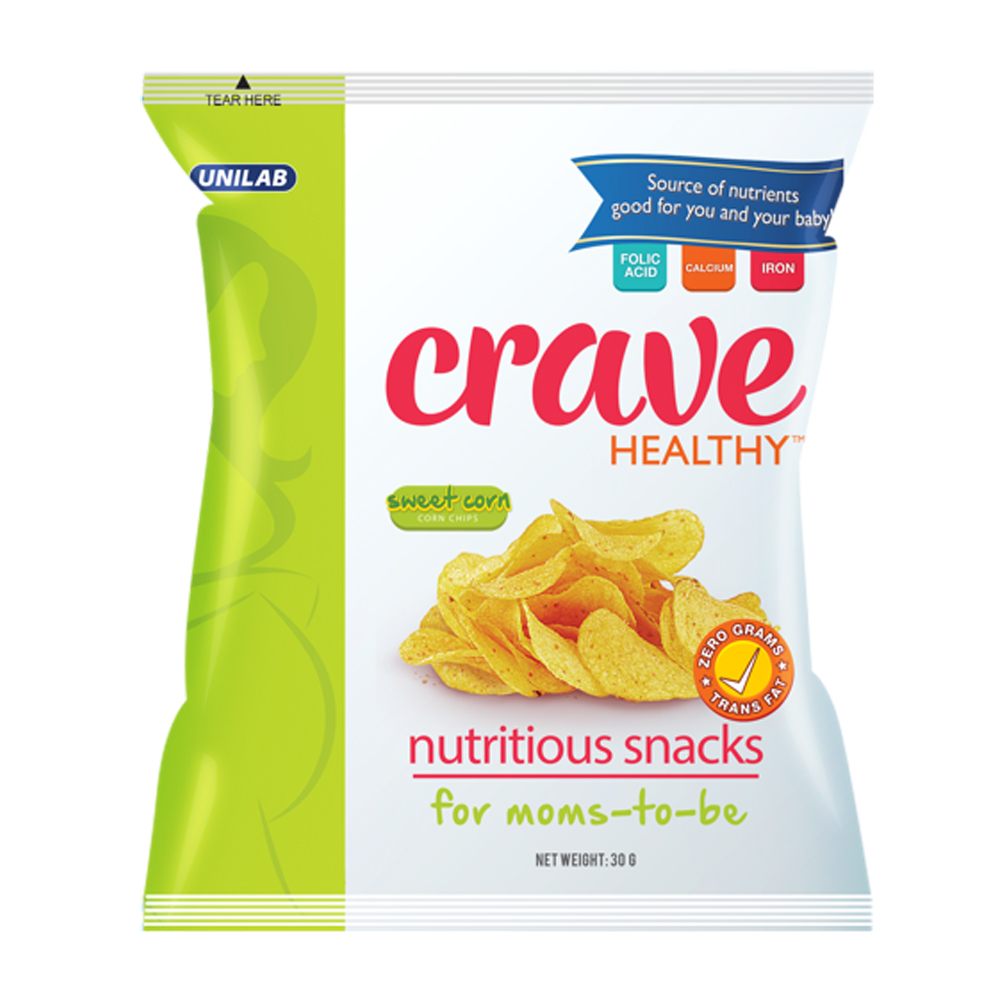 TEAR HERE
UNILAB
Source of nutrients
good for you and your baby!
FOLIC
ACID
CALCIUM
IRON
crave
HEALTHY™
sweet corn
CORN CHIPS
ZERO GRAMS
TRANS FAT
nutritious snacks
for moms-to-be
NET WEIGHT: 30 G